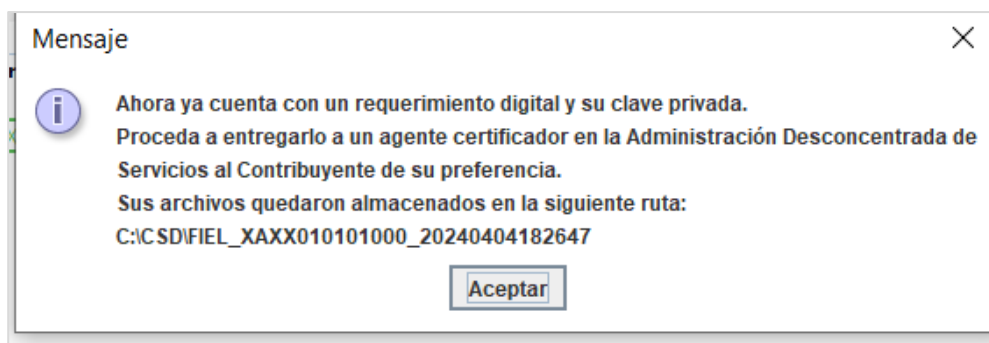 Mensaje
Ahora ya cuenta con un requerimiento digital y su clave privada.
Proceda a entregarlo a un agente certificador en la Administración Desconcentrada de
Servicios al Contribuyente de su preferencia.
Sus archivos quedaron almacenados en la siguiente ruta:
C:\CSD\FIEL_XAXX010101000_20240404182647
Aceptar